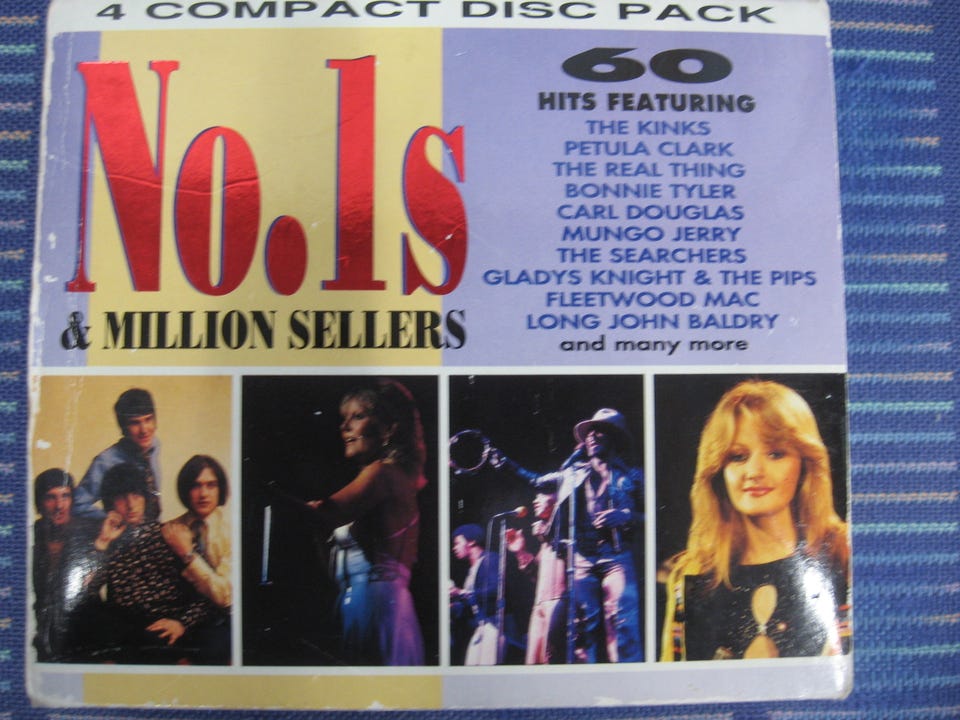 4 COMPACT DISC PACK
No.1s
& MILLION SELLERS
60
HITS FEATURING
THE KINKS
PETULA CLARK
THE REAL THING
BONNIE TYLER
CARL DOUGLAS
MUNGO JERRY
THE SEARCHERS
GLADYS KNIGHT & THE PIPS
FLEETWOOD MAC
LONG JOHN BALDRY
and many more